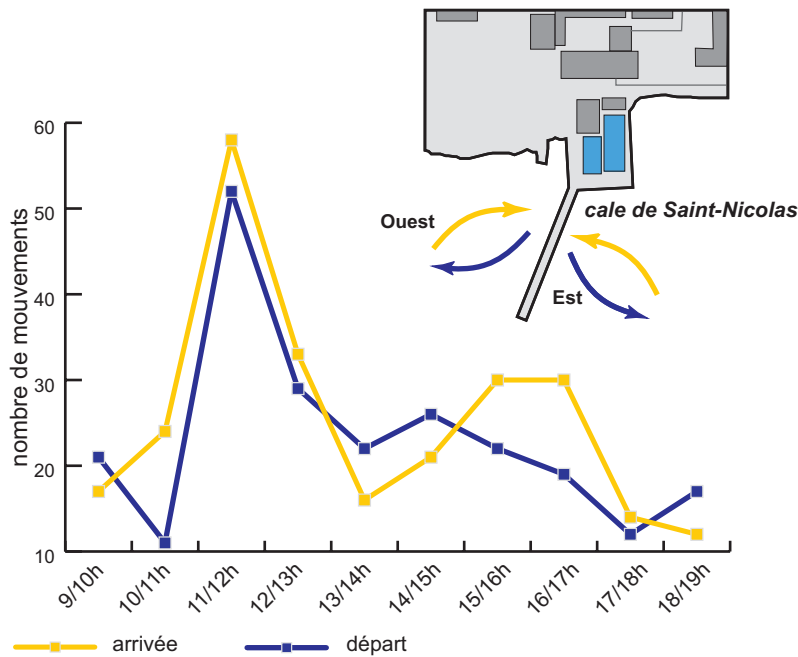 Ouest
cale de Saint-Nicolas
Est
nombre de mouvements
60
50
40
30
20
10
9/10h
10/11h
11/12h
12/13h
13/14h
14/15h
15/16h
16/17h
17/18h
18/19h
arrivée
départ